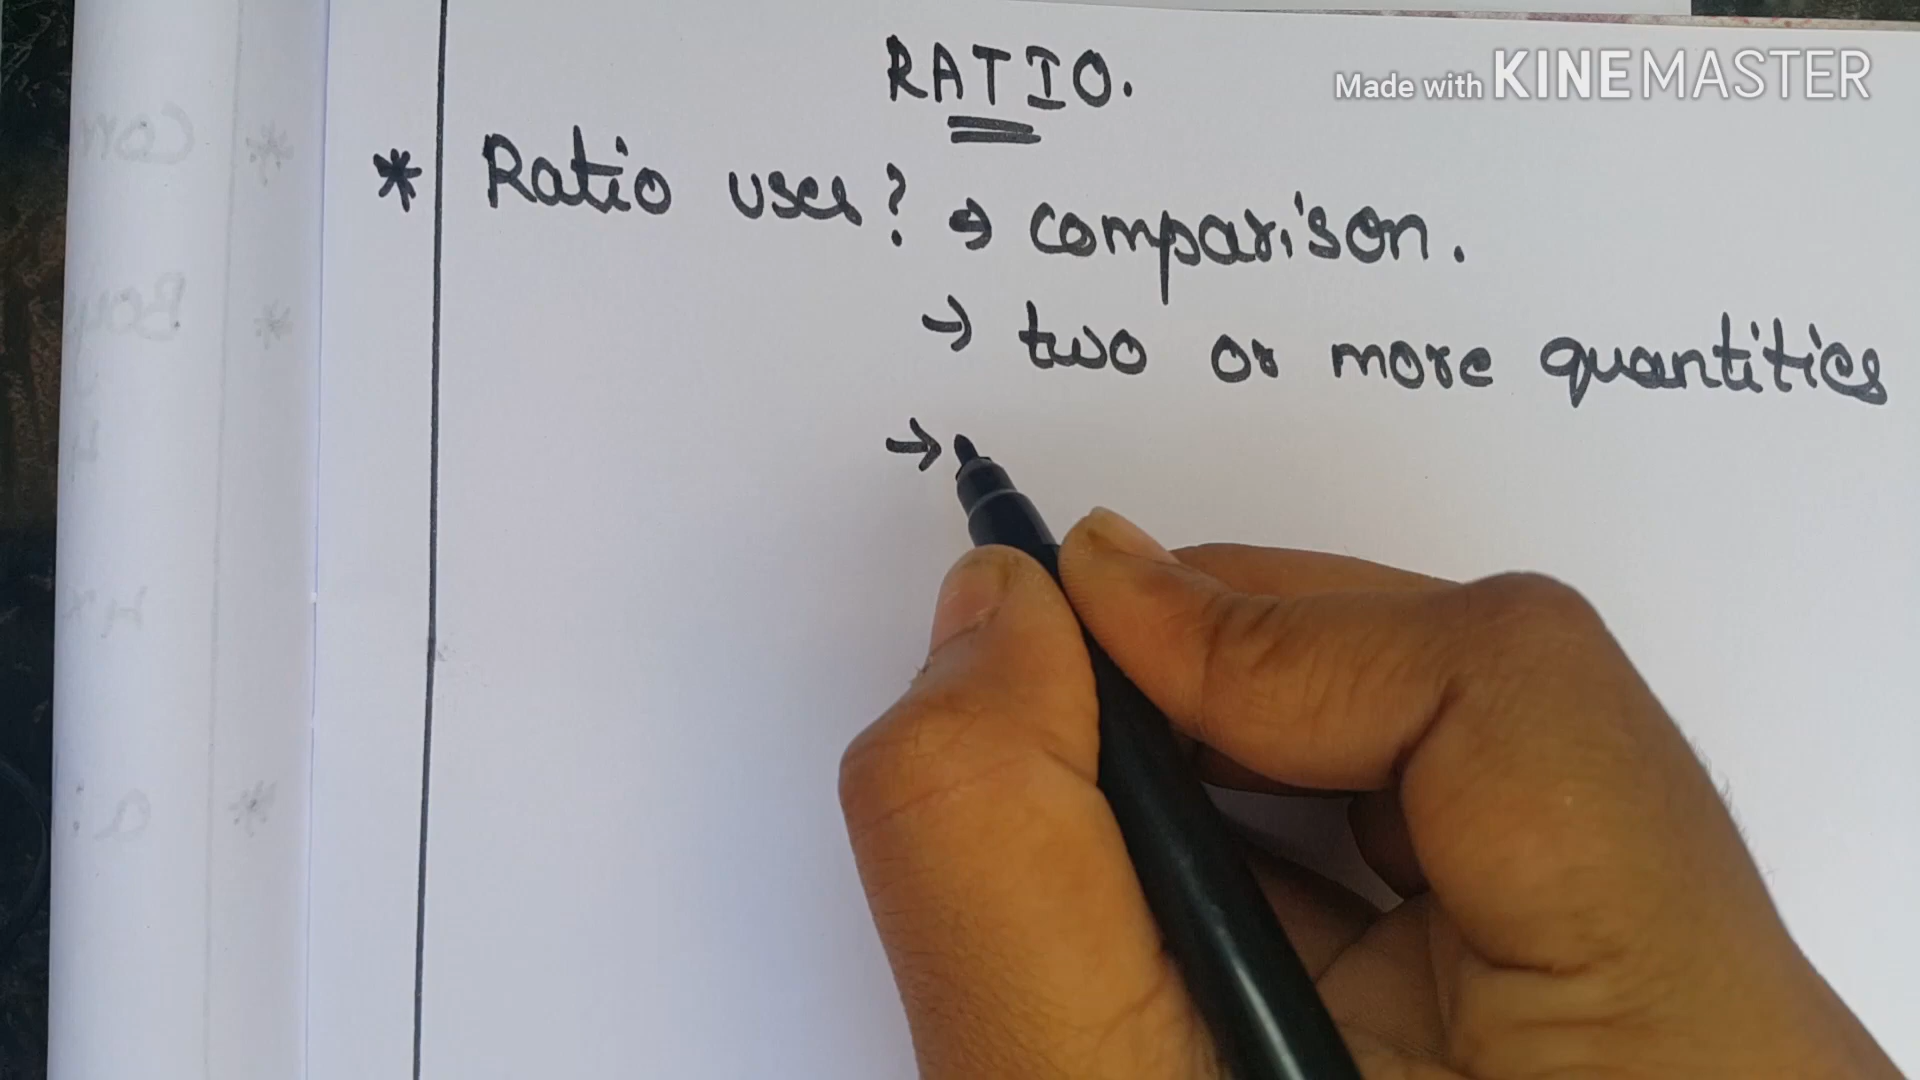 RATIO.
Made with KINEMASTER
* Ratio uses? → comparison.
→ two or more quantities
→